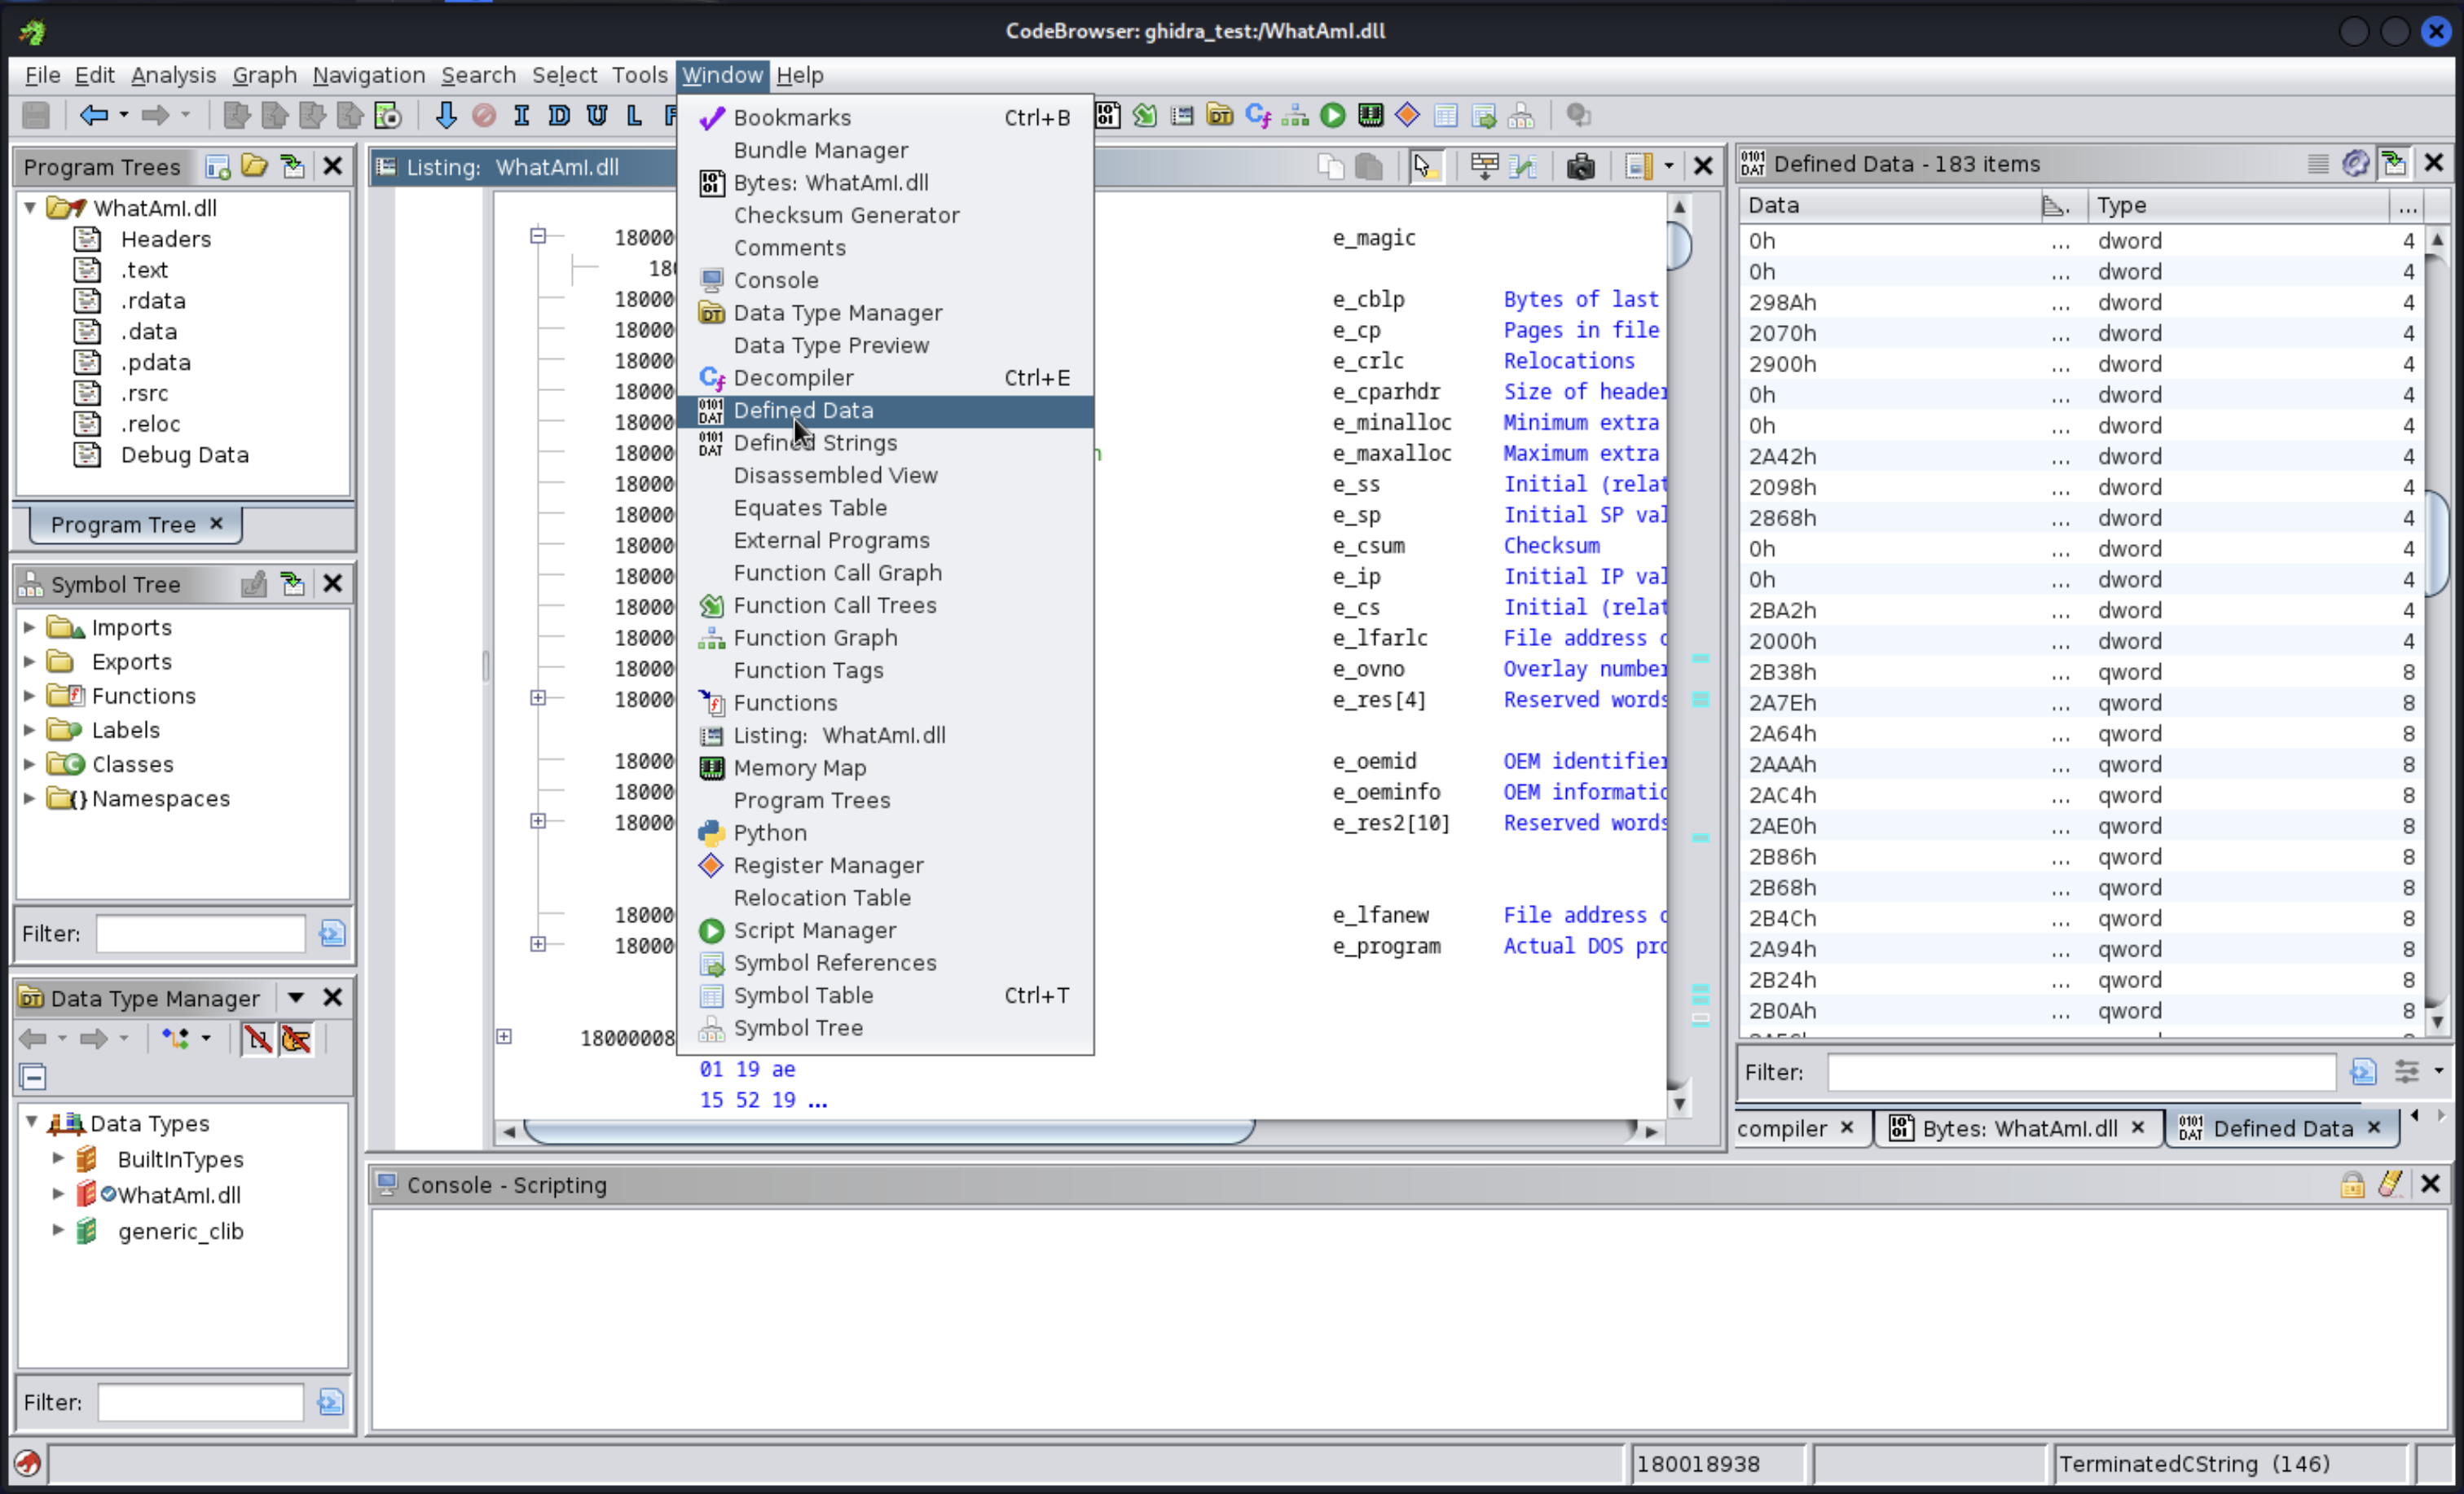 CodeBrowser: ghidra_test:/WhatAmI.dll
File Edit Analysis Graph Navigation Search Select Tools Window Help
I D U L F
Program Trees
WhatAmI.dll
Headers
.text
.rdata
.data
.pdata
.rsrc
.reloc
Debug Data
Program Tree
Symbol Tree
Imports
Exports
Functions
Labels
Classes
Namespaces
Filter:
Data Type Manager
Data Types
BuiltInTypes
WhatAmI.dll
generic_clib
Filter:
Listing: WhatAmI.dll
Bookmarks Ctrl+B
Bundle Manager
Bytes: WhatAmI.dll
Checksum Generator
Comments
Console
Data Type Manager
Data Type Preview
Decompiler Ctrl+E
Defined Data
Defined Strings
Disassembled View
Equates Table
External Programs
Function Call Graph
Function Call Trees
Function Graph
Function Tags
Functions
Listing: WhatAmI.dll
Memory Map
Program Trees
Python
Register Manager
Relocation Table
Script Manager
Symbol References
Symbol Table Ctrl+T
Symbol Tree
18000 e_magic
18
18000 e_cblp Bytes of last
18000 e_cp Pages in file
18000 e_crlc Relocations
18000 e_cparhdr Size of header
18000 e_minalloc Minimum extra
18000 h e_maxalloc Maximum extra
18000 e_ss Initial (relat
18000 e_sp Initial SP val
18000 e_csum Checksum
18000 e_ip Initial IP val
18000 e_cs Initial (relat
18000 e_lfarlc File address o
18000 e_ovno Overlay number
18000 e_res[4] Reserved words
18000 e_oemid OEM identifier
18000 e_oeminfo OEM informatio
18000 e_res2[10] Reserved words
18000 e_lfanew File address o
18000 e_program Actual DOS pro
18000008
01 19 ae
15 52 19 ...
Defined Data - 183 items
Data Type ...
0h ... dword 4
0h ... dword 4
298Ah ... dword 4
2070h ... dword 4
2900h ... dword 4
0h ... dword 4
0h ... dword 4
2A42h ... dword 4
2098h ... dword 4
2868h ... dword 4
0h ... dword 4
0h ... dword 4
2BA2h ... dword 4
2000h ... dword 4
2B38h ... qword 8
2A7Eh ... qword 8
2A64h ... qword 8
2AAAh ... qword 8
2AC4h ... qword 8
2AE0h ... qword 8
2B86h ... qword 8
2B68h ... qword 8
2B4Ch ... qword 8
2A94h ... qword 8
2B24h ... qword 8
2B0Ah ... qword 8
Filter:
compiler Bytes: WhatAmI.dll Defined Data
Console - Scripting
180018938 TerminatedCString (146)